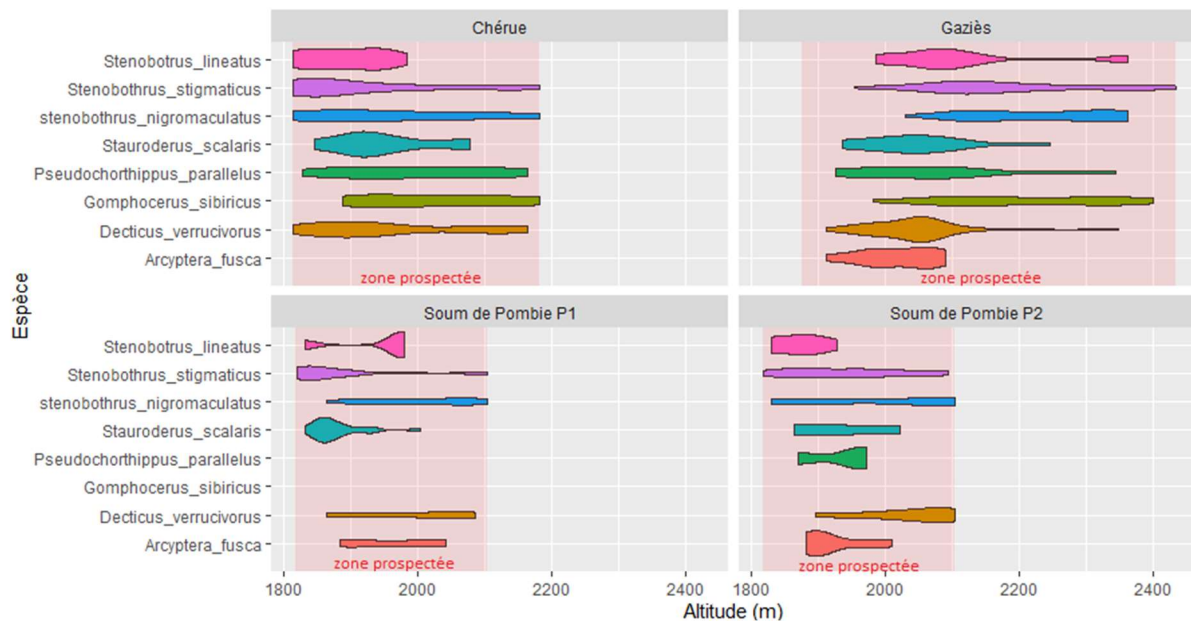 Chérue
Gaziès
Stenobotrus_lineatus
Stenobothrus_stigmaticus
stenobothrus_nigromaculatus
Stauroderus_scalaris
Pseudochorthippus_parallelus
Gomphocerus_sibiricus
Decticus_verrucivorus
Arcyptera_fusca
zone prospectée
zone prospectée
Espèce
Soum de Pombie P1
Soum de Pombie P2
Stenobotrus_lineatus
Stenobothrus_stigmaticus
stenobothrus_nigromaculatus
Stauroderus_scalaris
Pseudochorthippus_parallelus
Gomphocerus_sibiricus
Decticus_verrucivorus
Arcyptera_fusca
zone prospectée
zone prospectée
1800 2000 2200 2400
1800 2000 2200 2400
Altitude (m)